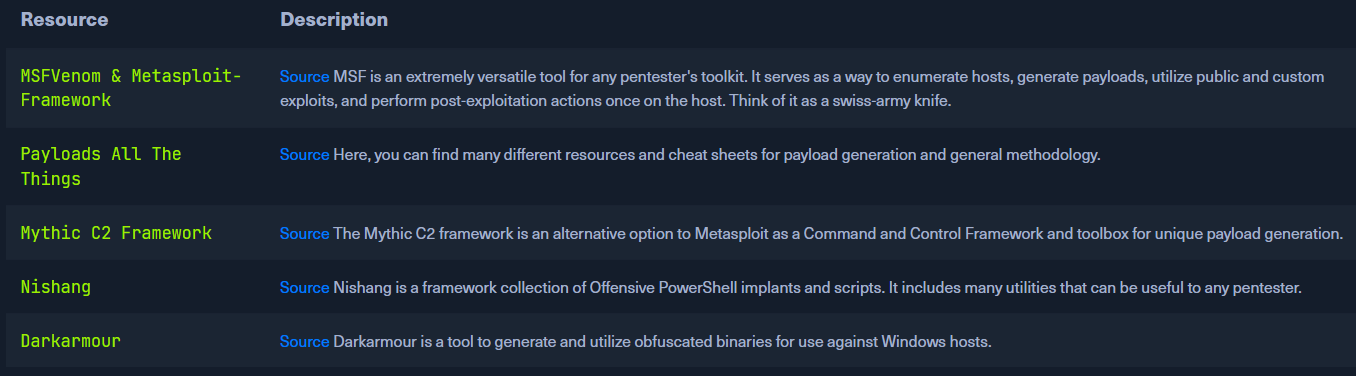 Resource Description
MSFVenom & Metasploit-
Framework
Source MSF is an extremely versatile tool for any pentester's toolkit. It serves as a way to enumerate hosts, generate payloads, utilize public and custom
exploits, and perform post-exploitation actions once on the host. Think of it as a swiss-army knife.
Payloads All The
Things
Source Here, you can find many different resources and cheat sheets for payload generation and general methodology.
Mythic C2 Framework
Source The Mythic C2 framework is an alternative option to Metasploit as a Command and Control Framework and toolbox for unique payload generation.
Nishang
Source Nishang is a framework collection of Offensive PowerShell implants and scripts. It includes many utilities that can be useful to any pentester.
Darkarmour
Source Darkarmour is a tool to generate and utilize obfuscated binaries for use against Windows hosts.